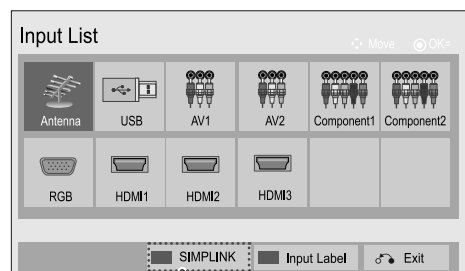 Input List
Move OK
Antenna USB AV1 AV2 Component1 Component2
RGB HDMI1 HDMI2 HDMI3
SIMPLINK Input Label Exit